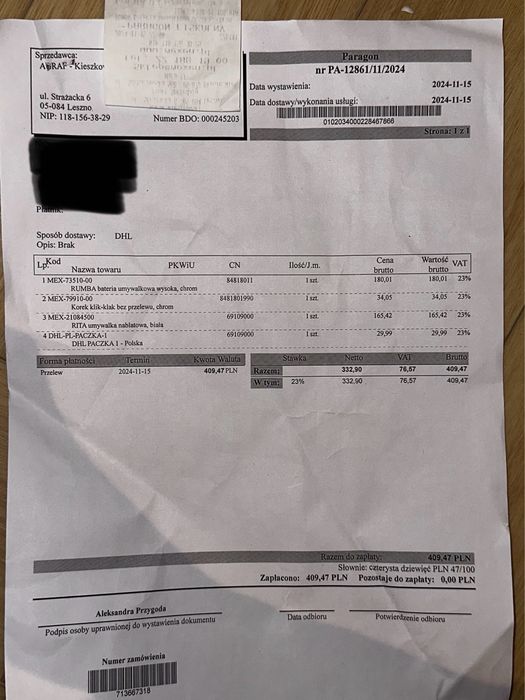 Sprzedawca:
ABRAF - Kieszko
ul. Strażacka 6
05-084 Leszno
NIP: 118-156-38-29
Numer BDO: 000245203
Paragon
nr PA-12861/11/2024
Data wystawienia: 2024-11-15
Data dostawy/wykonania usługi: 2024-11-15
0102034000228467866
Strona: 1 z 1
Sposób dostawy: DHL
Opis: Brak
Lp. Kod Nazwa towaru PKWiU CN Ilość/J.m. Cena brutto Wartość brutto VAT
1 MEX-73510-00 84818011 1 szt. 180,01 180,01 23%
RUMBA bateria umywalkowa wysoka, chrom
2 MEX-79910-00 8481801990 1 szt. 34,05 34,05 23%
Korek klik-klak bez przelewu, chrom
3 MEX-21084500 69109000 1 szt. 165,42 165,42 23%
RITA umywalka nablatowa, biała
4 DHL-PL-PACZKA-1 69109000 1 szt. 29,99 29,99 23%
DHL PACZKA 1 - Polska
Forma płatności Termin Kwota Waluta
Przelew 2024-11-15 409,47 PLN
Stawka Netto VAT Brutto
Razem: 332,90 76,57 409,47
W tym: 23% 332,90 76,57 409,47
Razem do zapłaty: 409,47 PLN
Słownie: czterysta dziewięć PLN 47/100
Zapłacono: 409,47 PLN Pozostaje do zapłaty: 0,00 PLN
Aleksandra Przygoda
Podpis osoby uprawnionej do wystawienia dokumentu
Data odbioru
Potwierdzenie odbioru
Numer zamówienia
713667318